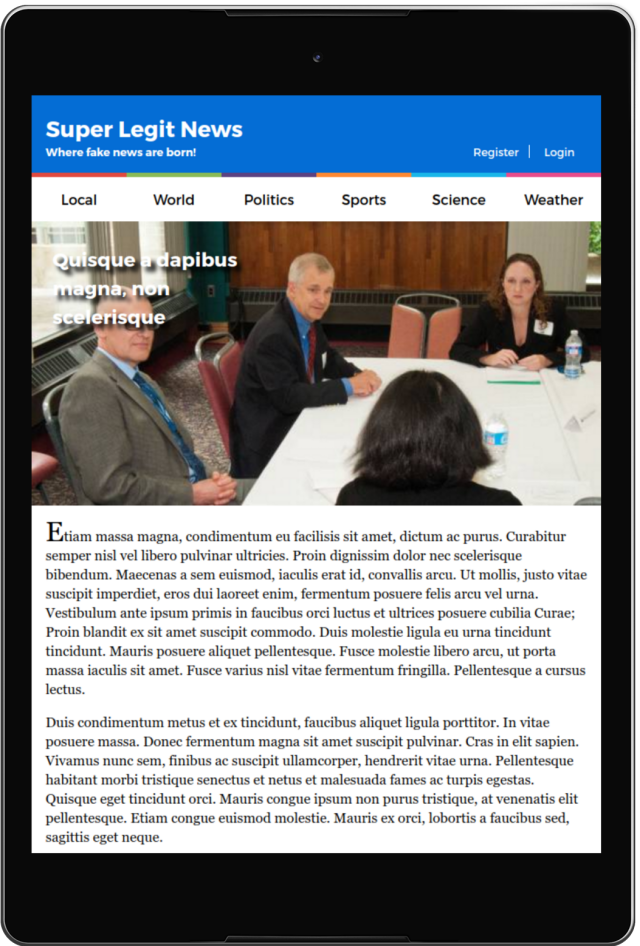 Super Legit News
Where fake news are born!
Register | Login
Local World Politics Sports Science Weather
Quisque a dapibus
magna, non
scelerisque
Etiam massa magna, condimentum eu facilisis sit amet, dictum ac purus. Curabitur
semper nisl vel libero pulvinar ultricies. Proin dignissim dolor nec scelerisque
bibendum. Maecenas a sem euismod, iaculis erat id, convallis arcu. Ut mollis, justo vitae
suscipit imperdiet, eros dui laoreet enim, fermentum posuere felis arcu vel urna.
Vestibulum ante ipsum primis in faucibus orci luctus et ultrices posuere cubilia Curae;
Proin blandit ex sit amet suscipit commodo. Duis molestie ligula eu urna tincidunt
tincidunt. Mauris posuere aliquet pellentesque. Fusce molestie libero arcu, ut porta
massa iaculis sit amet. Fusce varius nisl vitae fermentum fringilla. Pellentesque a cursus
lectus.
Duis condimentum metus et ex tincidunt, faucibus aliquet ligula porttitor. In vitae
posuere massa. Donec fermentum magna sit amet suscipit pulvinar. Cras in elit sapien.
Vivamus nunc sem, finibus ac suscipit ullamcorper, hendrerit vitae urna. Pellentesque
habitant morbi tristique senectus et netus et malesuada fames ac turpis egestas.
Quisque eget tincidunt orci. Mauris congue ipsum non purus tristique, at venenatis elit
pellentesque. Etiam congue euismod molestie. Mauris ex orci, lobortis a faucibus sed,
sagittis eget neque.